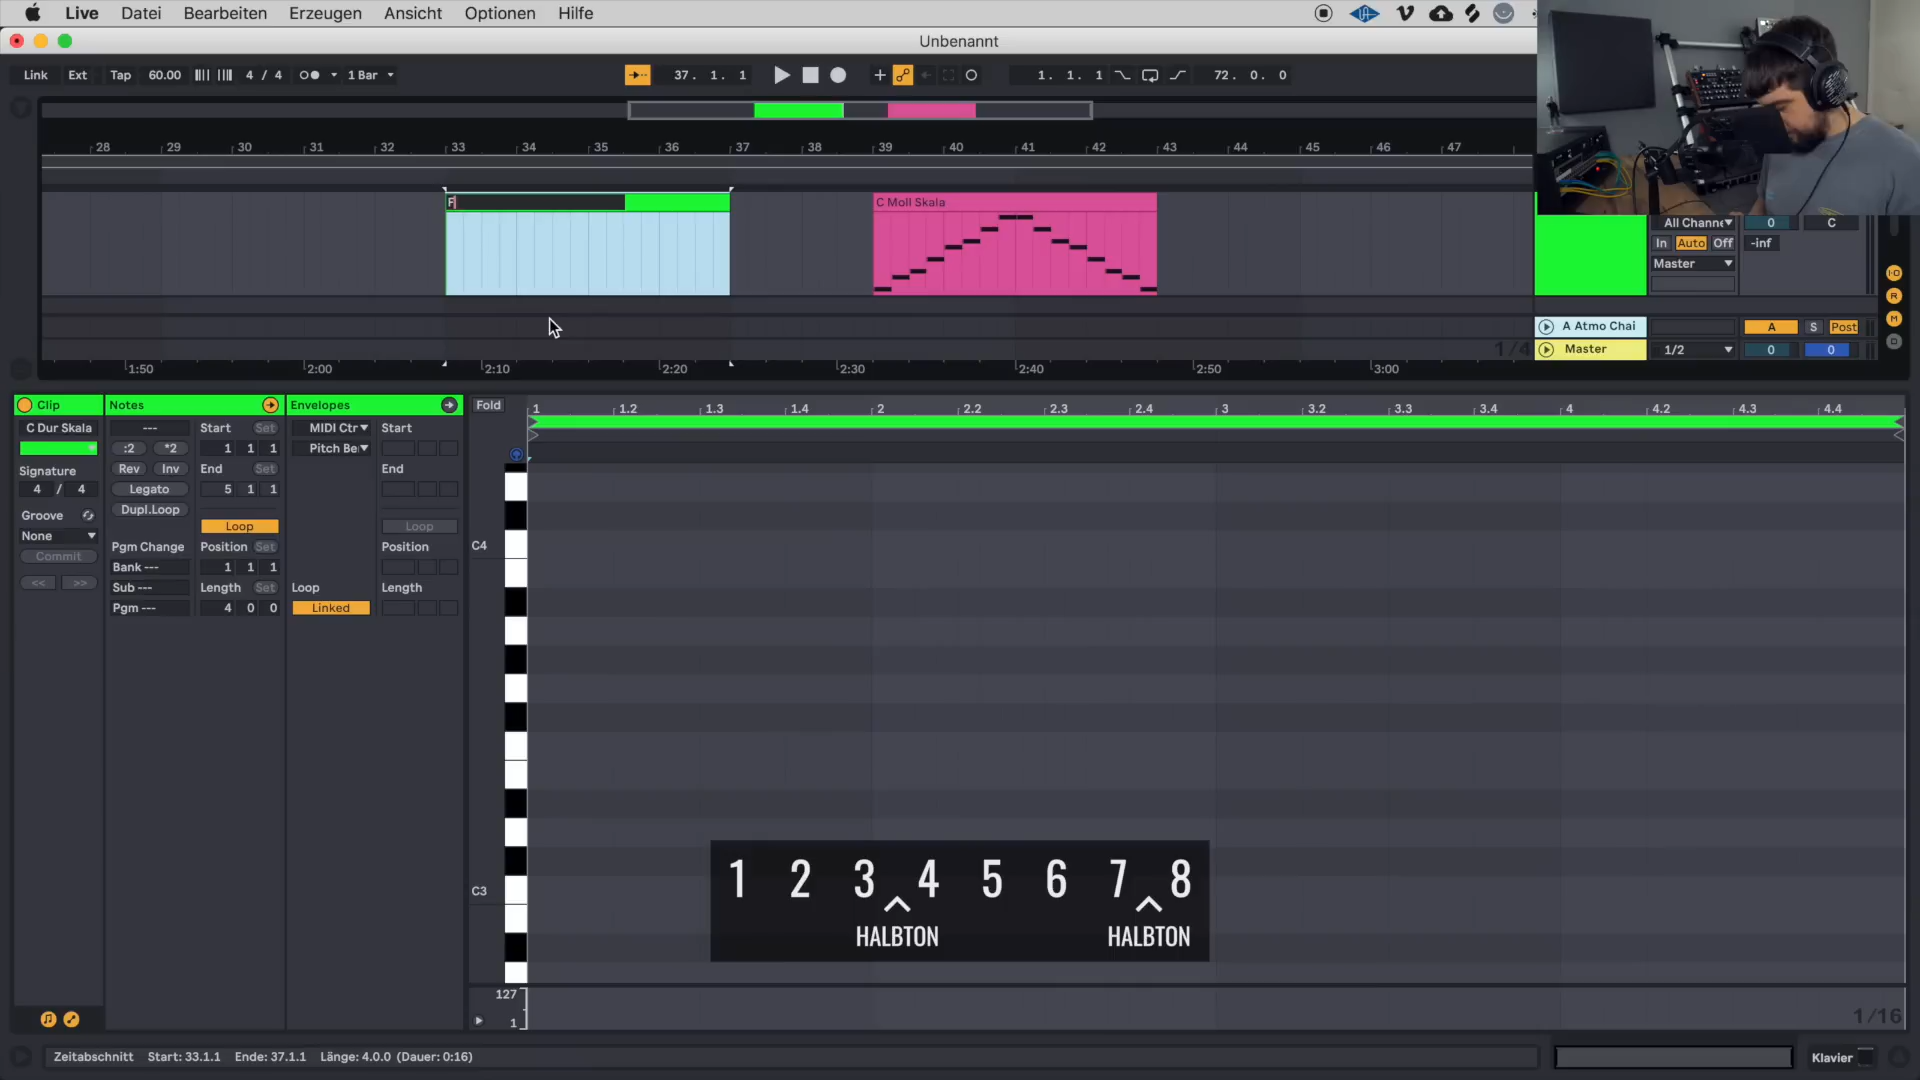 Live Datei Bearbeiten Erzeugen Ansicht Optionen Hilfe
Unbenannt
Link Ext Tap 60.00 4 / 4 1 Bar 37. 1. 1 1. 1. 1 72. 0. 0
28 29 30 31 32 33 34 35 36 37 38 39 40 41 42 43 44 45 46 47
F C Moll Skala
All Channe 0 C
In Auto Off -inf
Master
A Atmo Chai A S Post
1/4 Master 1/2 0 0
1:50 2:00 2:10 2:20 2:30 2:40 2:50 3:00
Clip Notes Envelopes Fold 1 1.2 1.3 1.4 2 2.2 2.3 2.4 3 3.2 3.3 3.4 4 4.2 4.3 4.4
C Dur Skala --- Start Set MIDI Ctr Start
:2 *2 1 1 1 Pitch Be
Signature Rev Inv End Set End
4 / 4 Legato 5 1 1
Groove Dupl.Loop
None Loop Loop
Commit Pgm Change Position Set Position
<< >> Bank --- 1 1 1
Sub --- Length Set Loop Length
Pgm --- 4 0 0 Linked
C4
C3
1 2 3 4 5 6 7 8
HALBTON HALBTON
127
1
1/16
Zeitabschnitt Start: 33.1.1 Ende: 37.1.1 Länge: 4.0.0 (Dauer: 0:16) Klavier